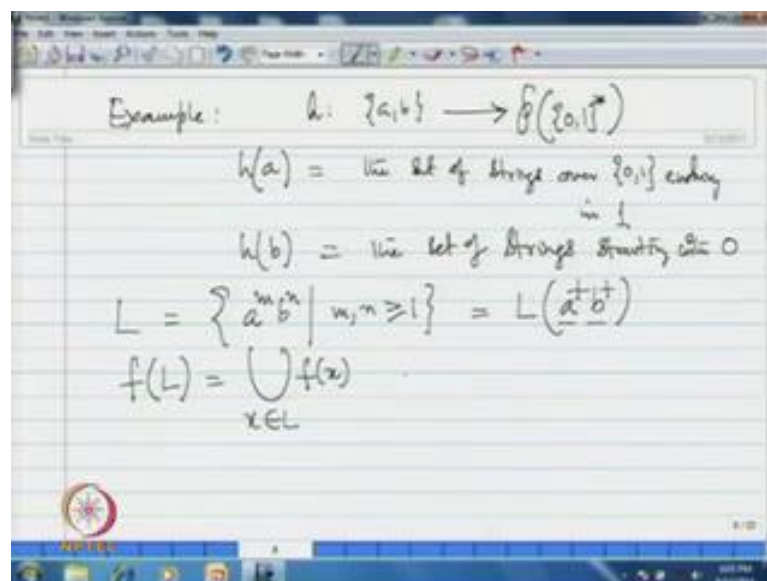 Example: h: {a,b} ⟶ 𝒫({0,1}*)
h(a) = the set of strings over {0,1} ending
in 1
h(b) = the set of strings starting with 0
L = { a^m b^n | m,n ≥ 1 } = L(a⁺b⁺)
f(L) = ⋃ f(x)
x∈L
NPTEL